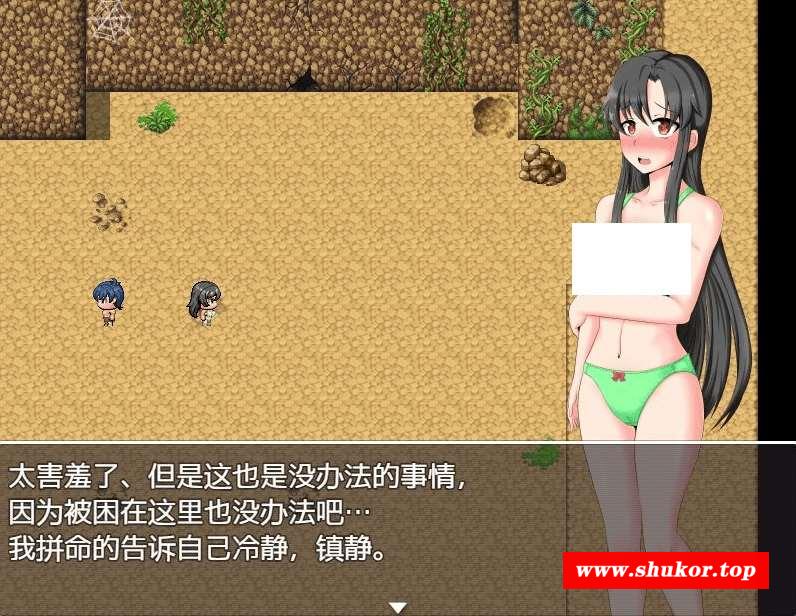 太害羞了、但是这也是没办法的事情，
因为被困在这里也没办法吧…
我拼命的告诉自己冷静，镇静。
www.shukor.top